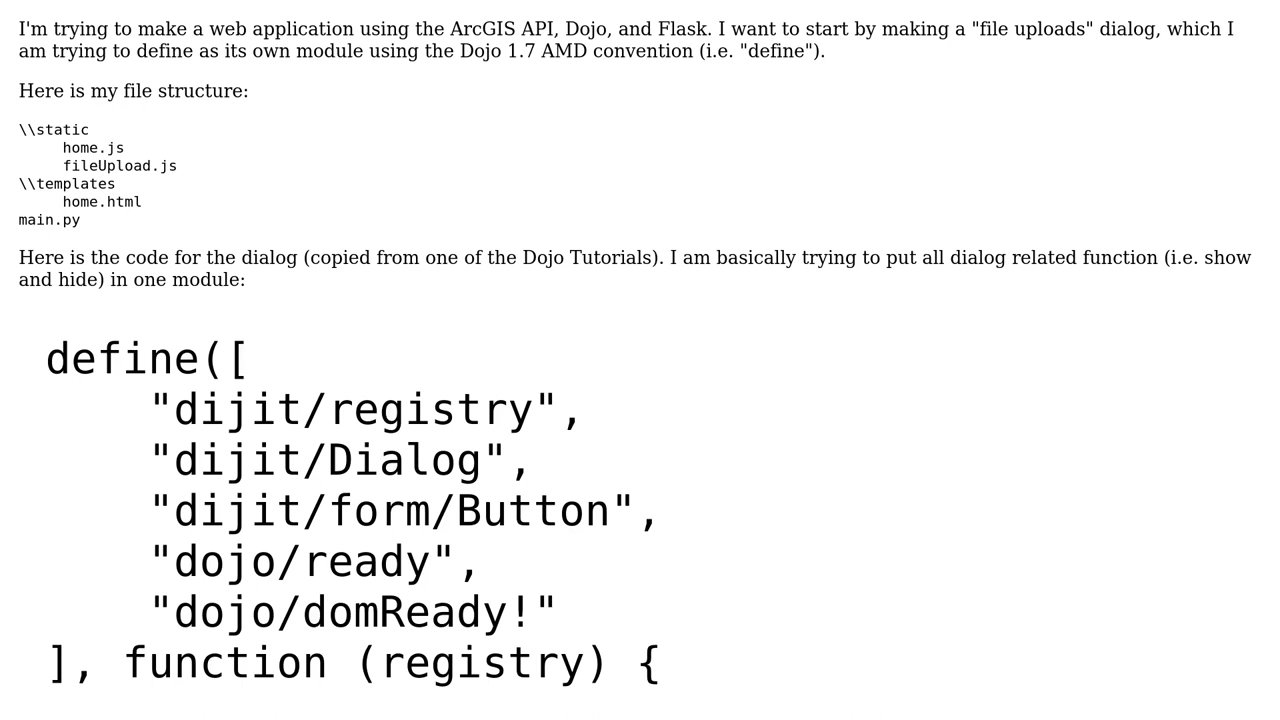 I'm trying to make a web application using the ArcGIS API, Dojo, and Flask. I want to start by making a "file uploads" dialog, which I
am trying to define as its own module using the Dojo 1.7 AMD convention (i.e. "define").
Here is my file structure:
\\static
     home.js
     fileUpload.js
\\templates
     home.html
main.py
Here is the code for the dialog (copied from one of the Dojo Tutorials). I am basically trying to put all dialog related function (i.e. show
and hide) in one module:
define([
    "dijit/registry",
    "dijit/Dialog",
    "dijit/form/Button",
    "dojo/ready",
    "dojo/domReady!"
], function (registry) {